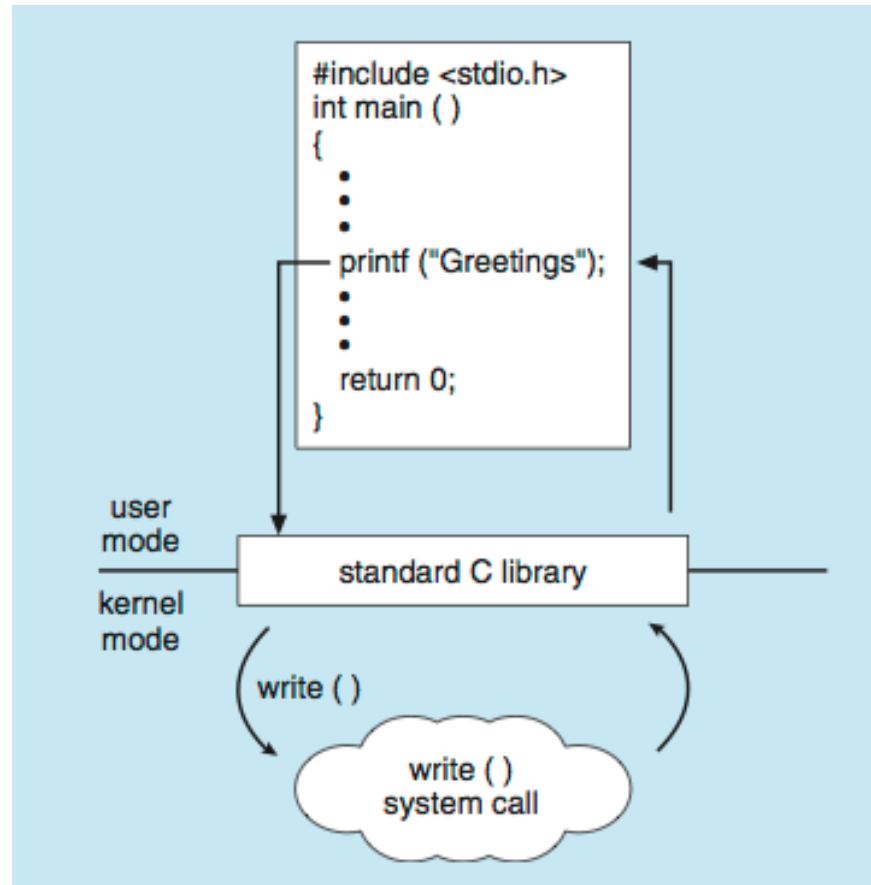 #include <stdio.h>
int main ( )
{
•
•
•
printf ("Greetings");
•
•
•
return 0;
}
user
mode
standard C library
kernel
mode
write ( )
write ( )
system call